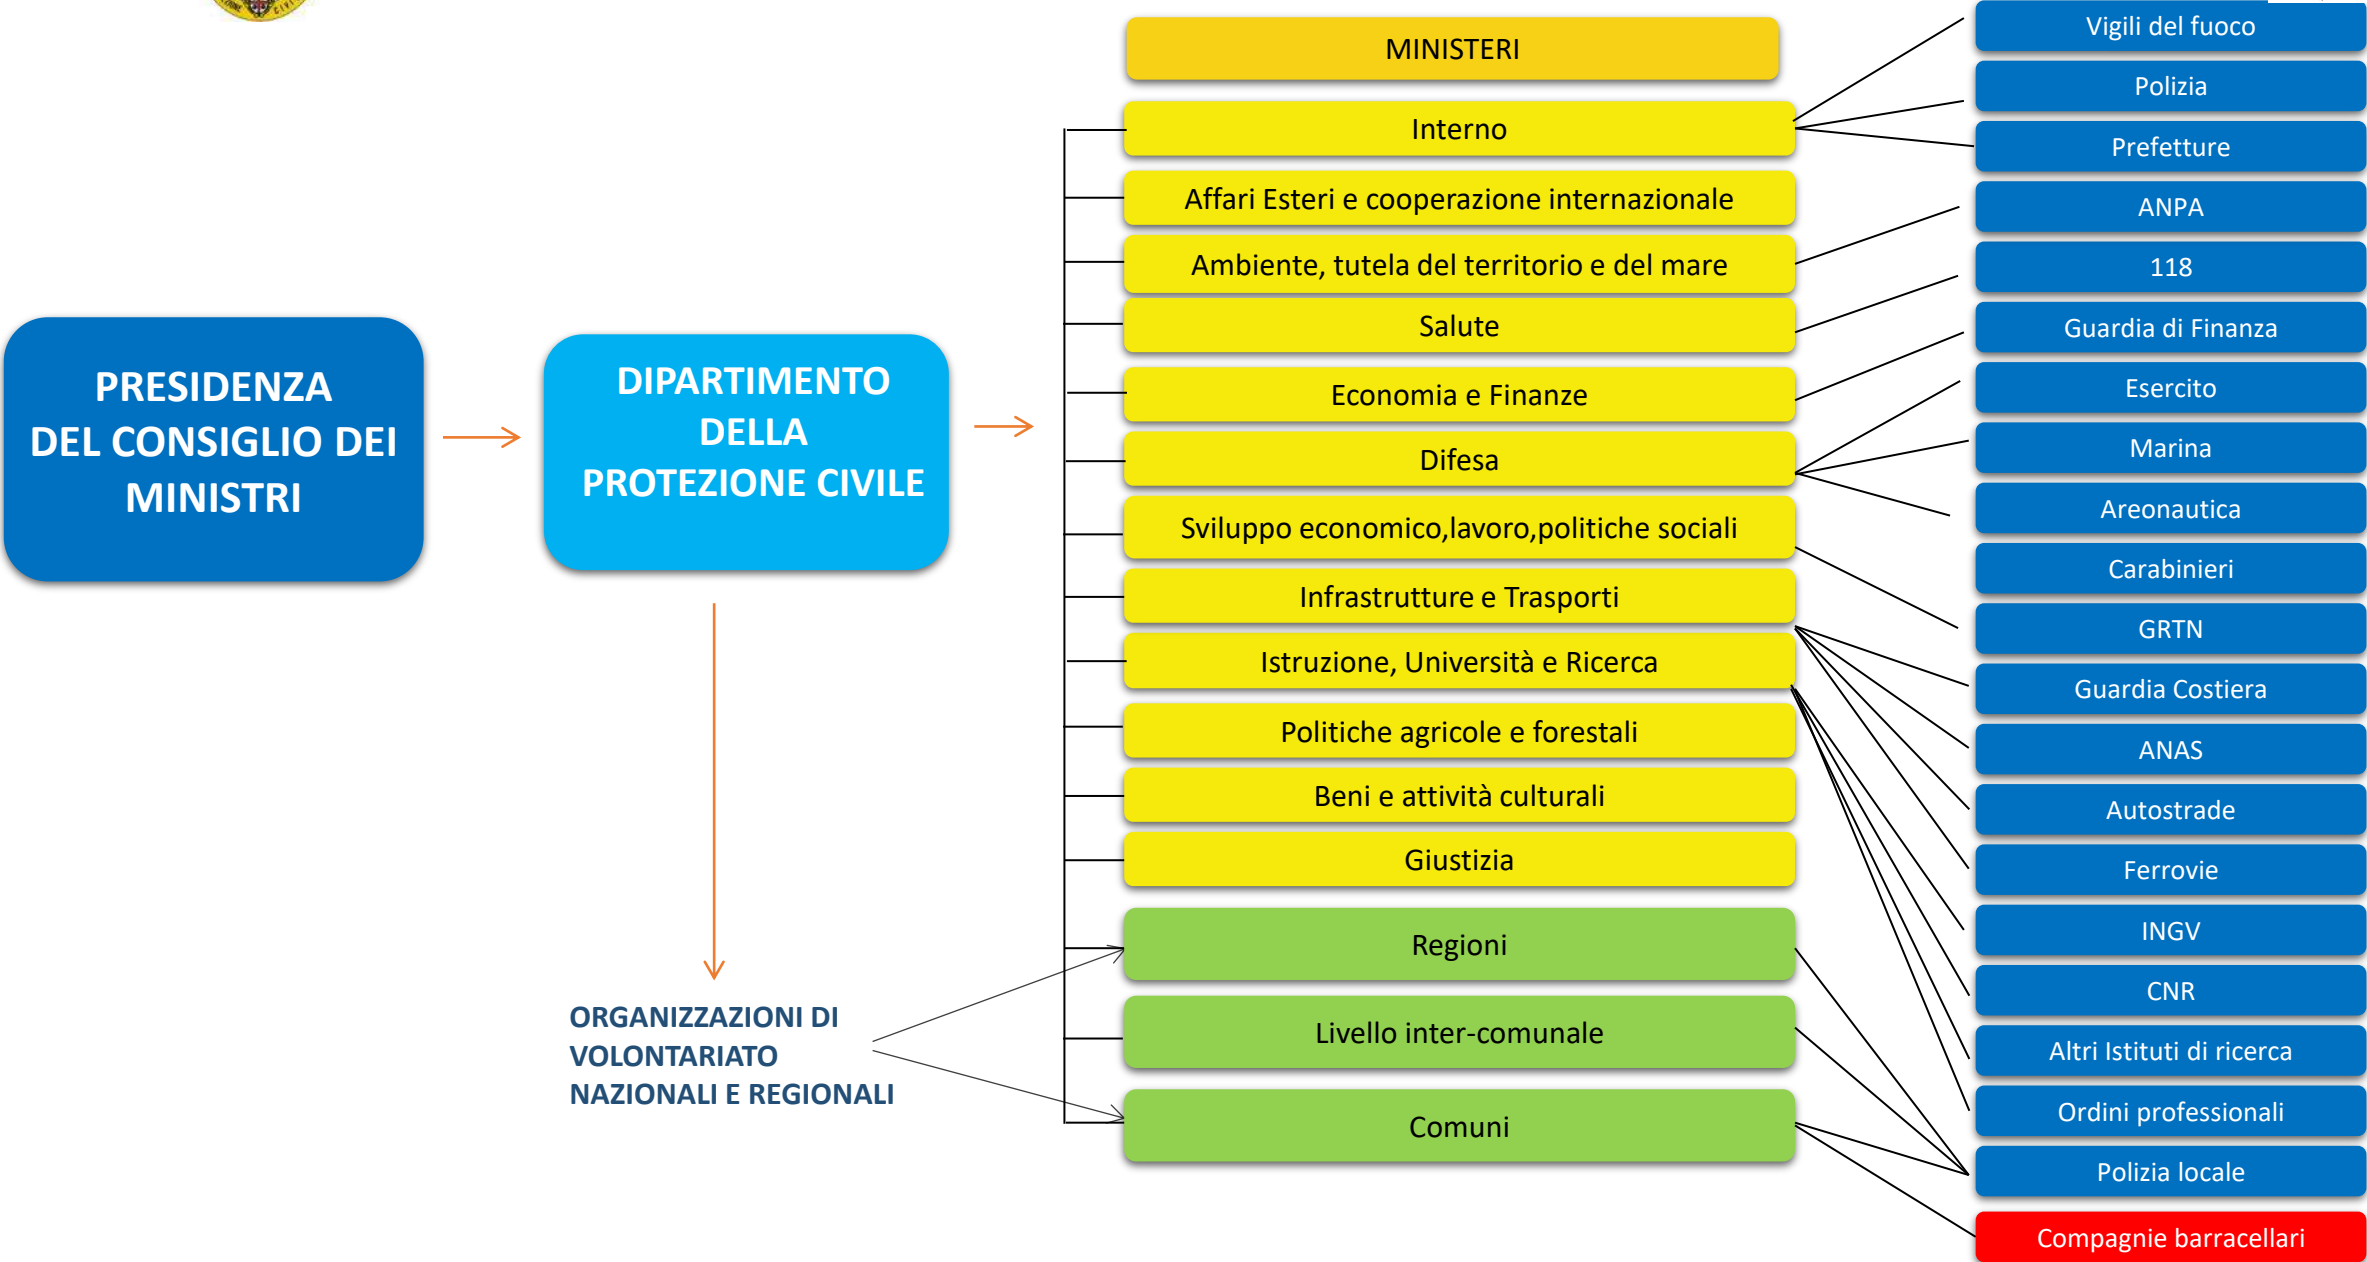 PRESIDENZA
DEL CONSIGLIO DEI
MINISTRI
DIPARTIMENTO
DELLA
PROTEZIONE CIVILE
ORGANIZZAZIONI DI
VOLONTARIATO
NAZIONALI E REGIONALI
MINISTERI
Interno
Affari Esteri e cooperazione internazionale
Ambiente, tutela del territorio e del mare
Salute
Economia e Finanze
Difesa
Sviluppo economico,lavoro,politiche sociali
Infrastrutture e Trasporti
Istruzione, Università e Ricerca
Politiche agricole e forestali
Beni e attività culturali
Giustizia
Regioni
Livello inter-comunale
Comuni
Vigili del fuoco
Polizia
Prefetture
ANPA
118
Guardia di Finanza
Esercito
Marina
Areonautica
Carabinieri
GRTN
Guardia Costiera
ANAS
Autostrade
Ferrovie
INGV
CNR
Altri Istituti di ricerca
Ordini professionali
Polizia locale
Compagnie barracellari